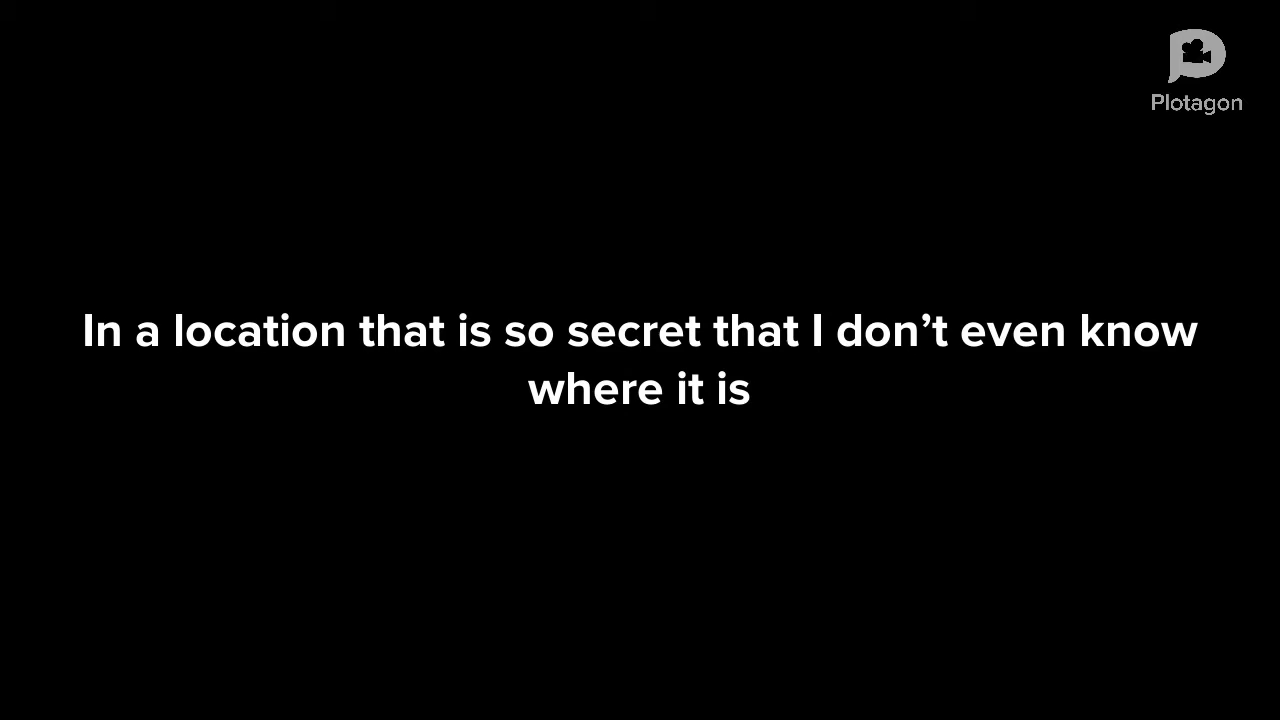 Plotagon
In a location that is so secret that I don’t even know
where it is